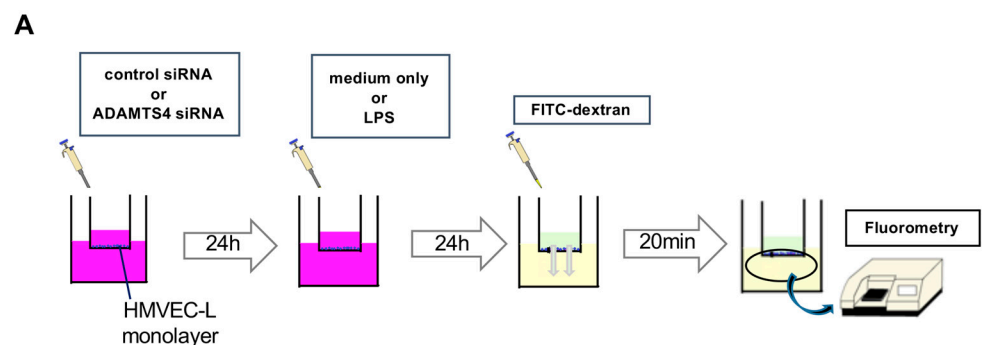 A
control siRNA
or
ADAMTS4 siRNA
medium only
or
LPS
FITC-dextran
24h
24h
20min
Fluorometry
HMVEC-L
monolayer